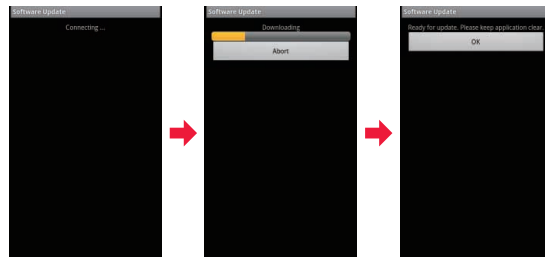 Software Update
Connecting ...
Software Update
Downloading
Abort
Software Update
Ready for update. Please keep application clear.
OK